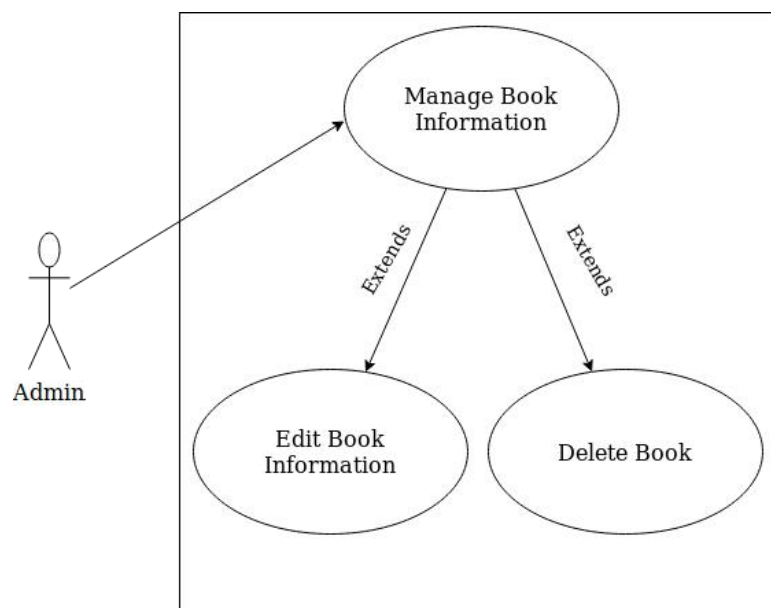 Manage Book
Information
Extends
Extends
Admin
Edit Book
Information
Delete Book